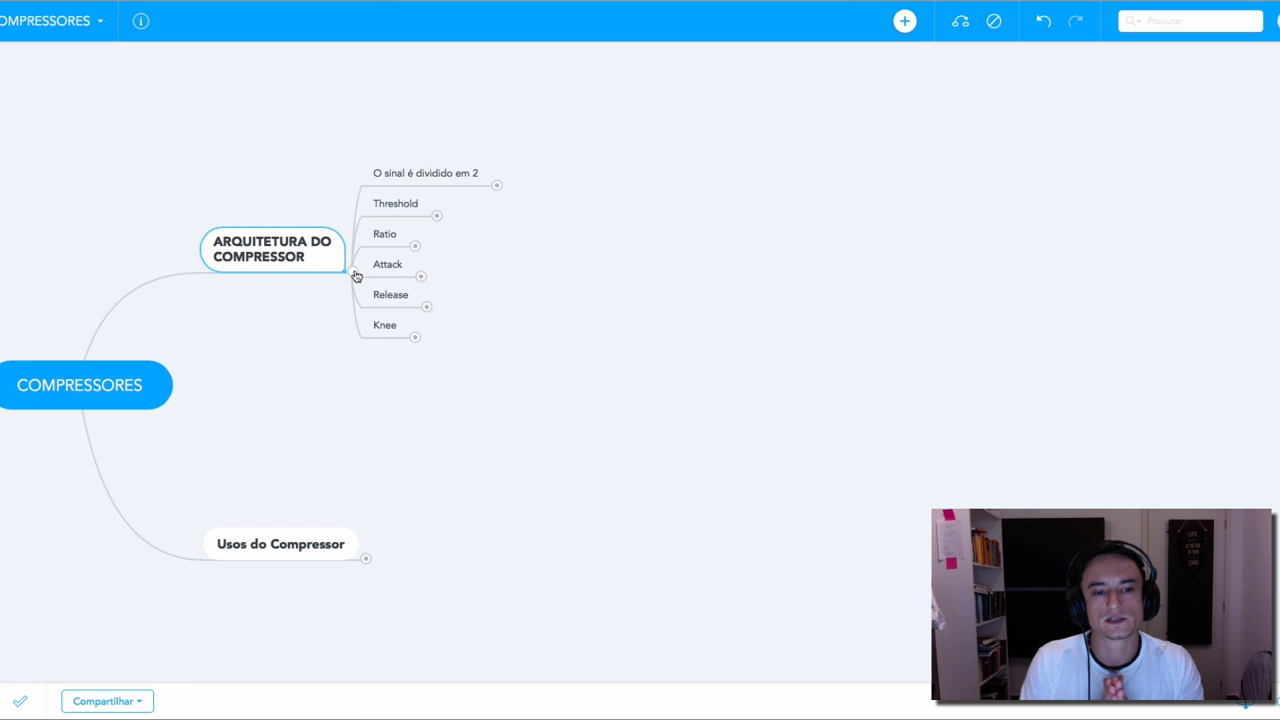 OMPRESSORES
Procurar
O sinal é dividido em 2
Threshold
ARQUITETURA DO
COMPRESSOR
Ratio
Attack
Release
Knee
COMPRESSORES
Usos do Compressor
Compartilhar